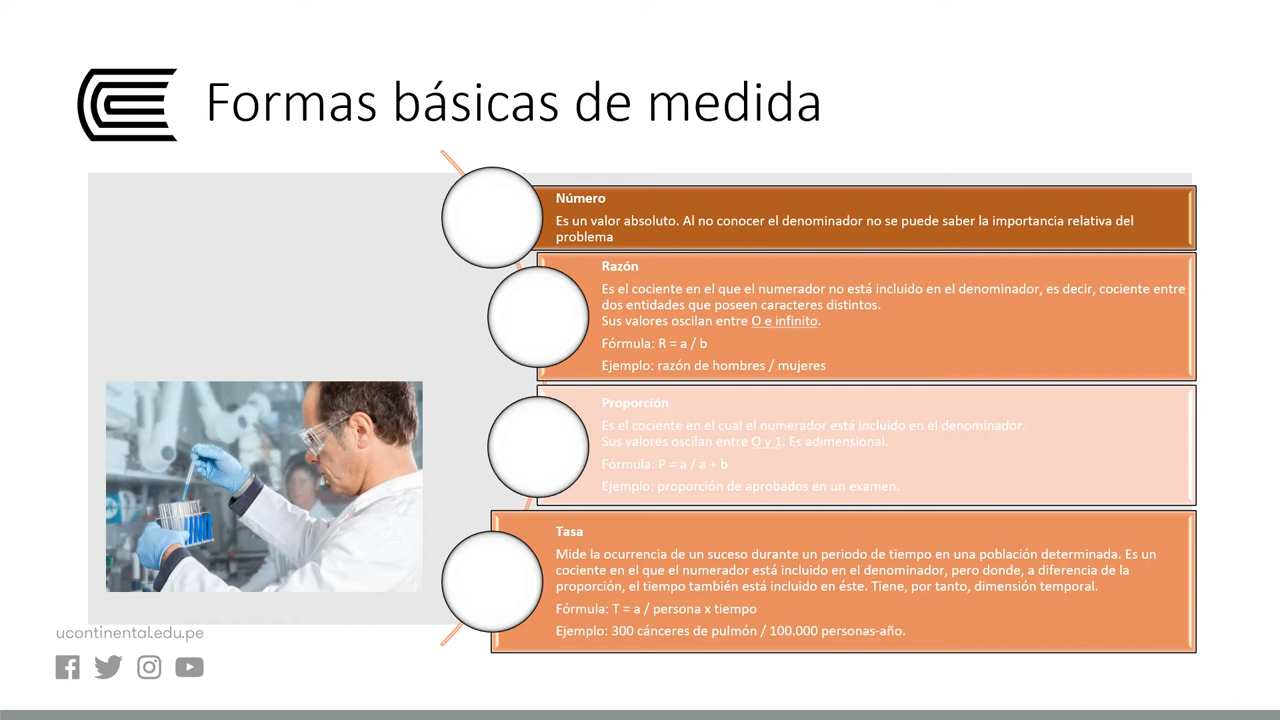 Formas básicas de medida
Número
Es un valor absoluto. Al no conocer el denominador no se puede saber la importancia relativa del
problema
Razón
Es el cociente en el que el numerador no está incluido en el denominador, es decir, cociente entre
dos entidades que poseen caracteres distintos.
Sus valores oscilan entre O e infinito.
Fórmula: R = a / b
Ejemplo: razón de hombres / mujeres
Proporción
Es el cociente en el cual el numerador está incluido en el denominador.
Sus valores oscilan entre O y 1. Es adimensional.
Fórmula: P = a / a + b
Ejemplo: proporción de aprobados en un examen.
Tasa
Mide la ocurrencia de un suceso durante un periodo de tiempo en una población determinada. Es un
cociente en el que el numerador está incluido en el denominador, pero donde, a diferencia de la
proporción, el tiempo también está incluido en éste. Tiene, por tanto, dimensión temporal.
Fórmula: T = a / persona x tiempo
Ejemplo: 300 cánceres de pulmón / 100.000 personas-año.
ucontinental.edu.pe